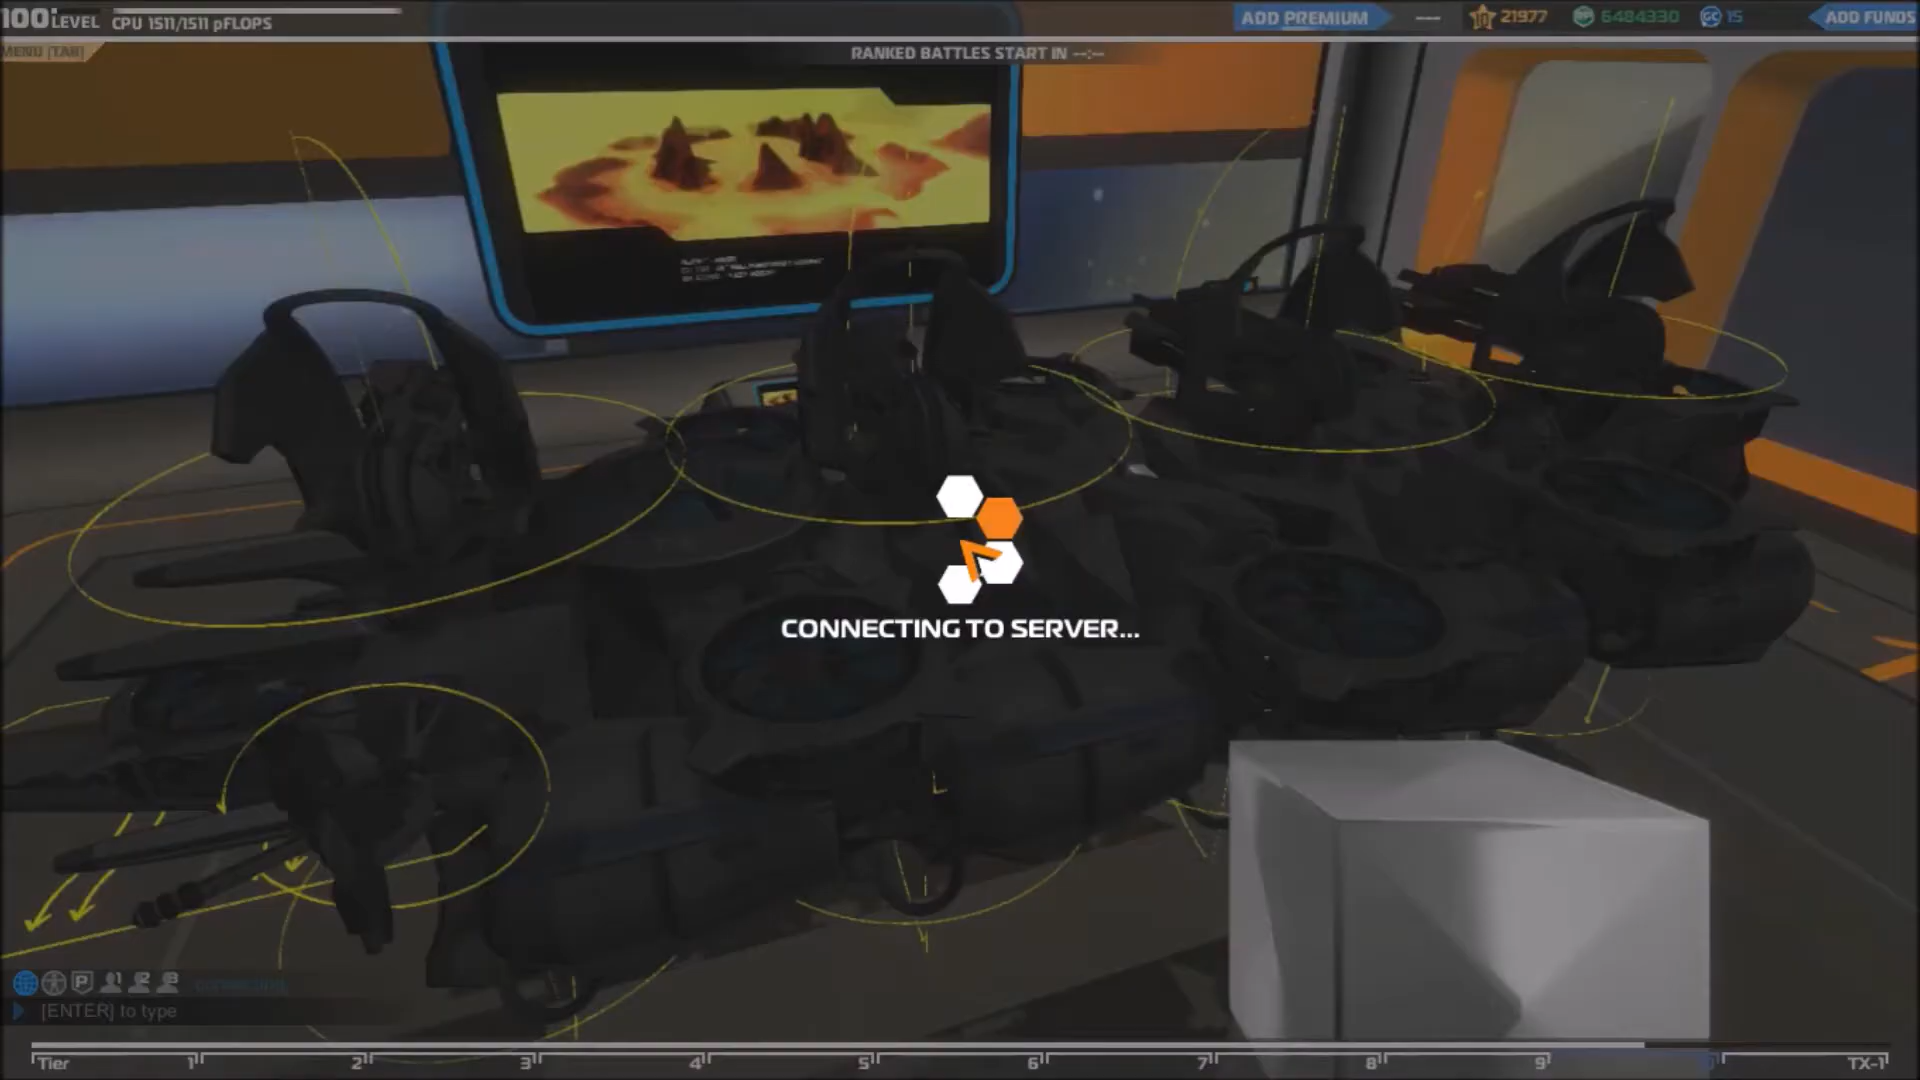 100 LEVEL CPU 1511/1511 pFLOPS
ADD PREMIUM
---
21977
6484330
GC 15
ADD FUNDS
MENU [TAB]
RANKED BATTLES START IN --:--
CONNECTING TO SERVER...
[ENTER] to type
Tier 1 2 3 4 5 6 7 8 9 TX-1